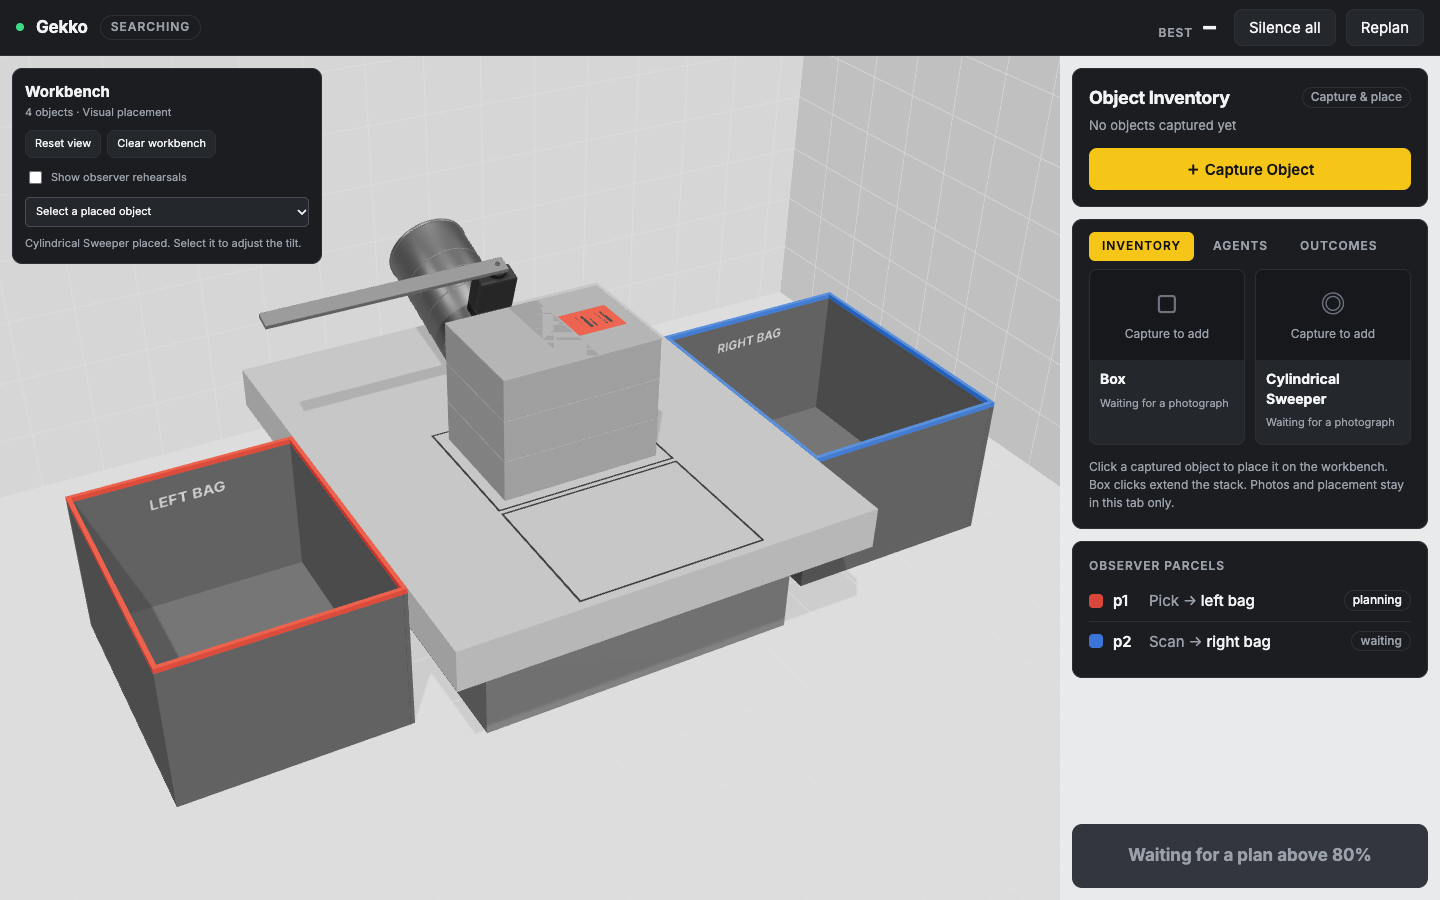 Gekko
SEARCHING
BEST
Silence all
Replan
Workbench
4 objects · Visual placement
Reset view
Clear workbench
Show observer rehearsals
Select a placed object
Cylindrical Sweeper placed. Select it to adjust the tilt.
LEFT BAG
RIGHT BAG
Object Inventory
Capture & place
No objects captured yet
+ Capture Object
INVENTORY
AGENTS
OUTCOMES
Capture to add
Capture to add
Box
Waiting for a photograph
Cylindrical
Sweeper
Waiting for a photograph
Click a captured object to place it on the workbench.
Box clicks extend the stack. Photos and placement stay
in this tab only.
OBSERVER PARCELS
p1 Pick → left bag planning
p2 Scan → right bag waiting
Waiting for a plan above 80%